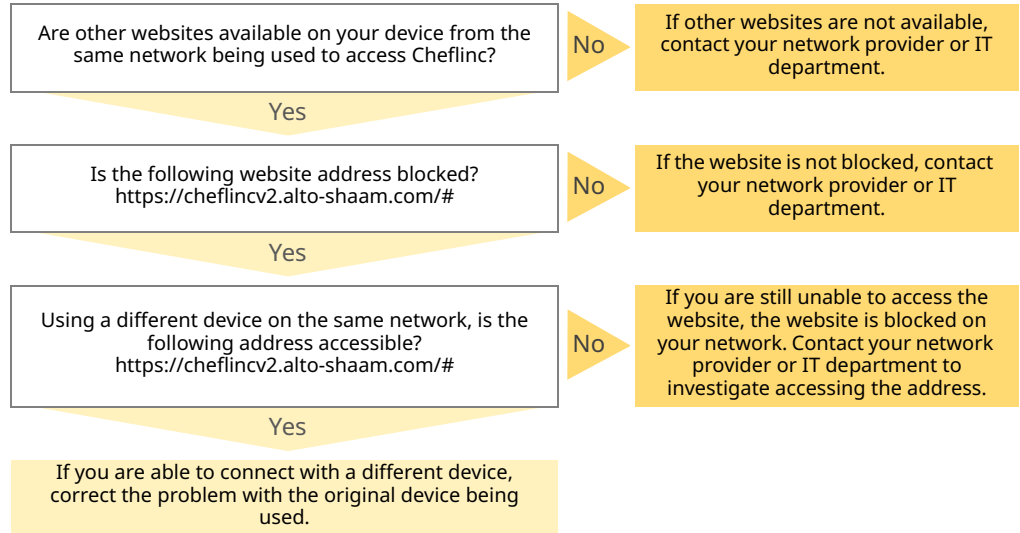 Are other websites available on your device from the
same network being used to access Cheflinc?
No
If other websites are not available,
contact your network provider or IT
department.
Yes
Is the following website address blocked?
https://cheflincv2.alto-shaam.com/#
No
If the website is not blocked, contact
your network provider or IT
department.
Yes
Using a different device on the same network, is the
following address accessible?
https://cheflincv2.alto-shaam.com/#
No
If you are still unable to access the
website, the website is blocked on
your network. Contact your network
provider or IT department to
investigate accessing the address.
Yes
If you are able to connect with a different device,
correct the problem with the original device being
used.